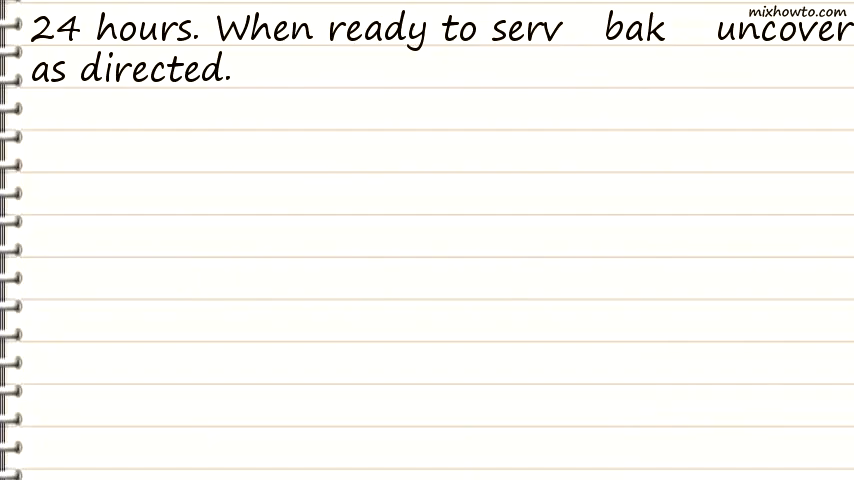 mixhowto.com
24 hours. When ready to serv bak uncover
as directed.